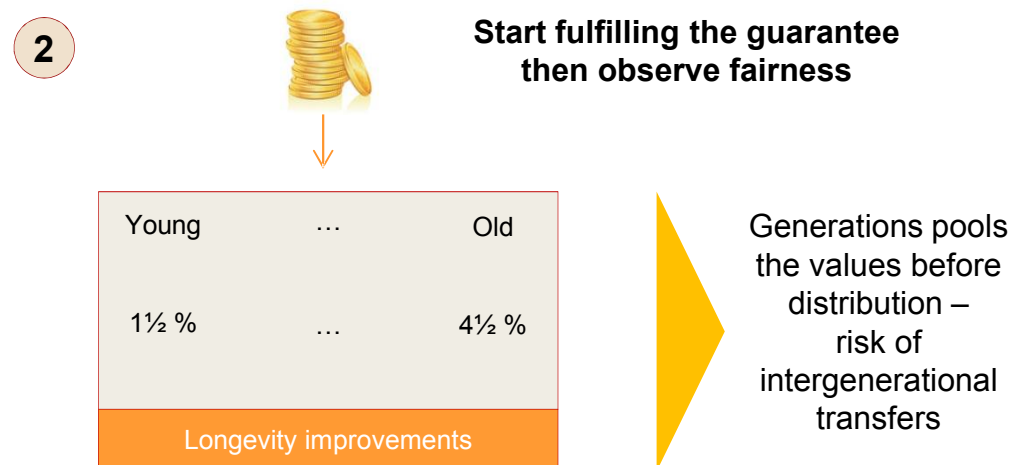 2
Start fulfilling the guarantee
then observe fairness
Young … Old
1½ % … 4½ %
Longevity improvements
Generations pools
the values before
distribution –
risk of
intergenerational
transfers